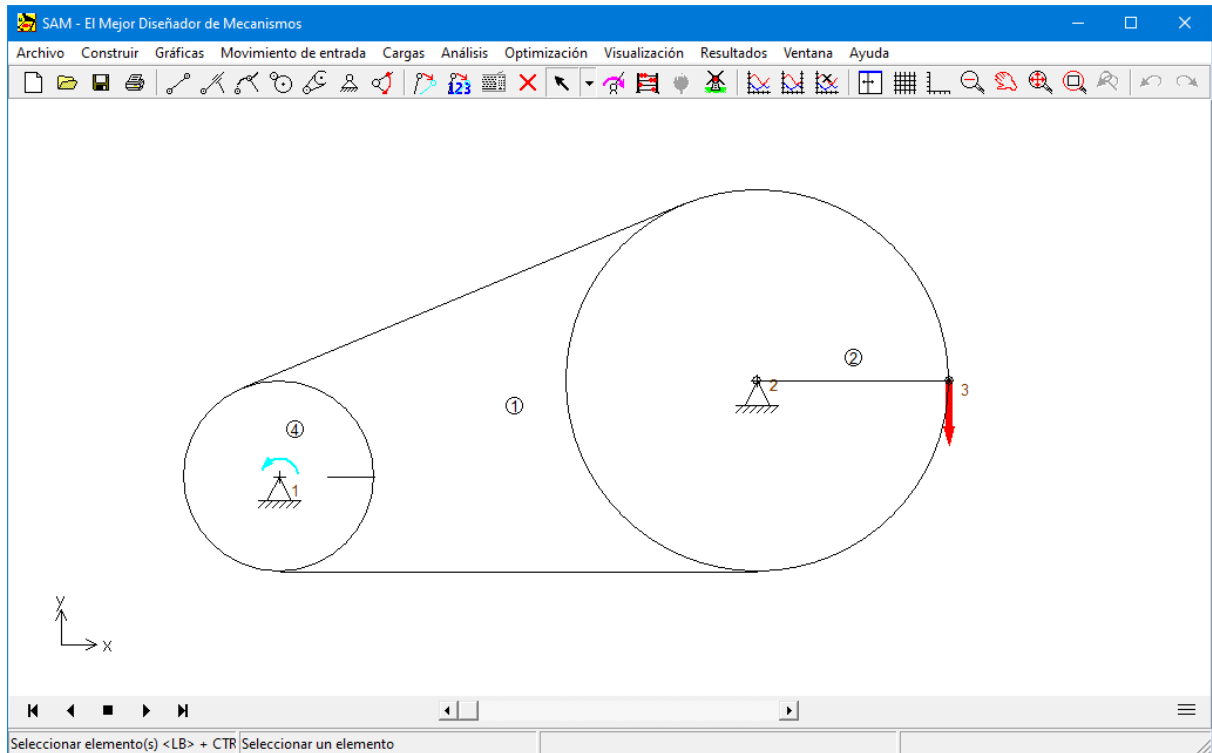 SAM - El Mejor Diseñador de Mecanismos
Archivo Construir Gráficas Movimiento de entrada Cargas Análisis Optimización Visualización Resultados Ventana Ayuda
123
2
3
1
4
1
2
y
x
Seleccionar elemento(s) <LB> + CTR Seleccionar un elemento